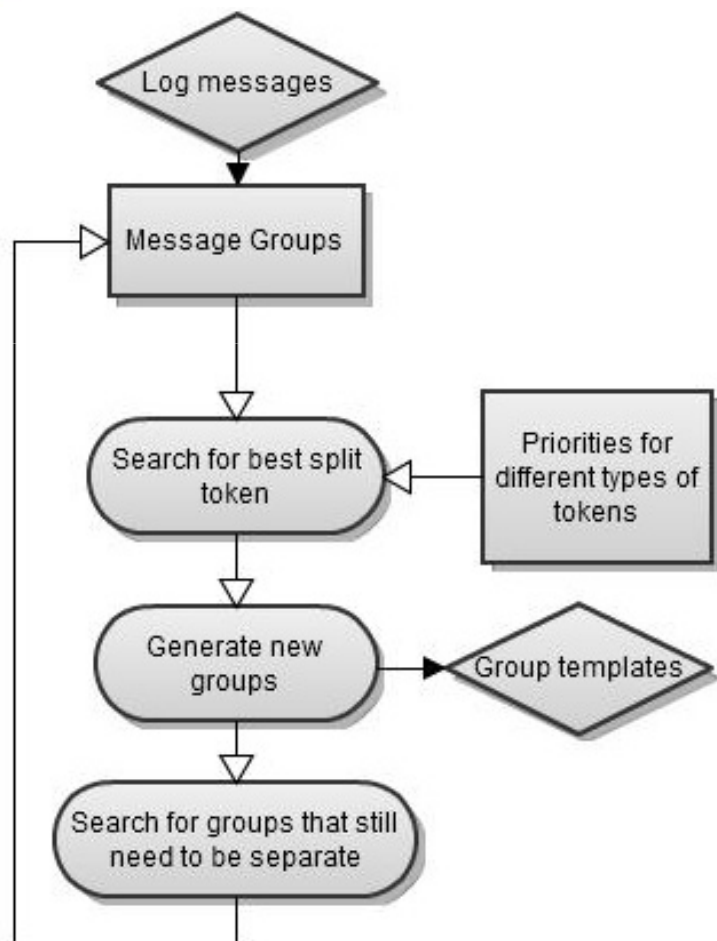 Log messages
Message Groups
Search for best split
token
Priorities for
different types of
tokens
Generate new
groups
Group templates
Search for groups that still
need to be separate